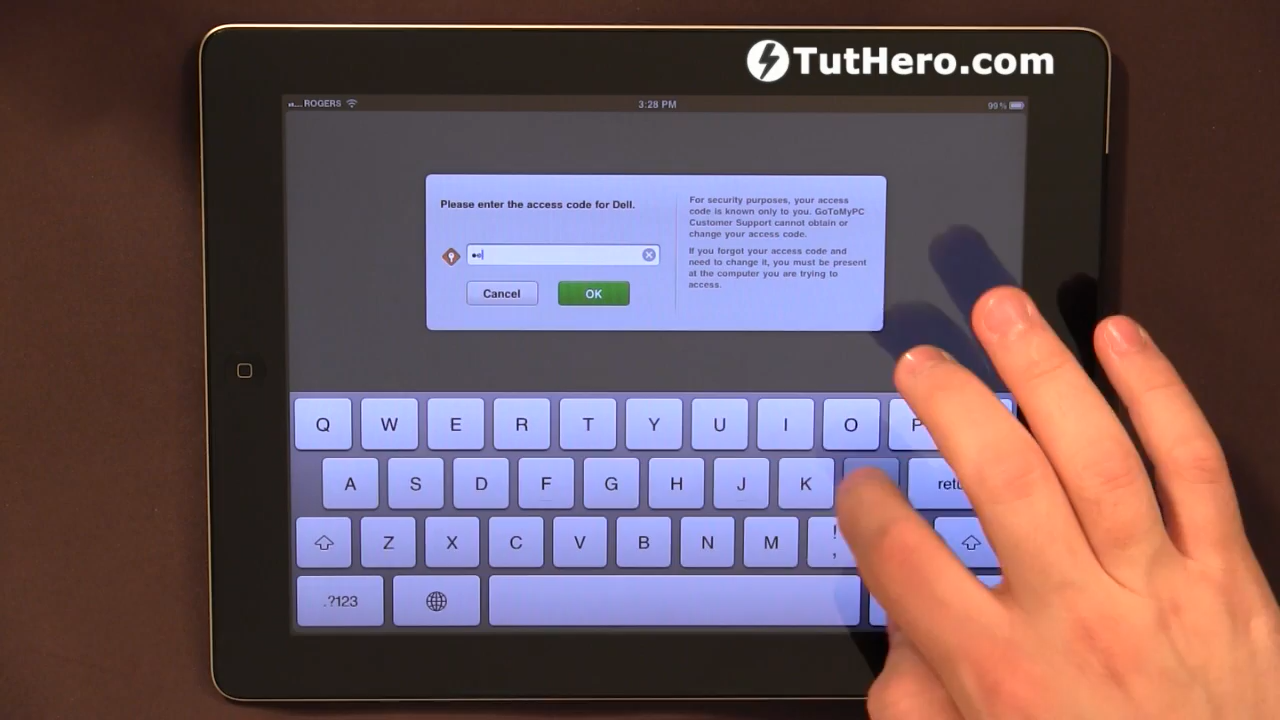 TutHero.com
ROGERS
3:28 PM
99%
Please enter the access code for Dell.
Cancel
OK
For security purposes, your access
code is known only to you. GoToMyPC
Customer Support cannot obtain or
change your access code.
If you forgot your access code and
need to change it, you must be present
at the computer you are trying to
access.
Q W E R T Y U I O P
A S D F G H J K
Z X C V B N M ! ,
.?123